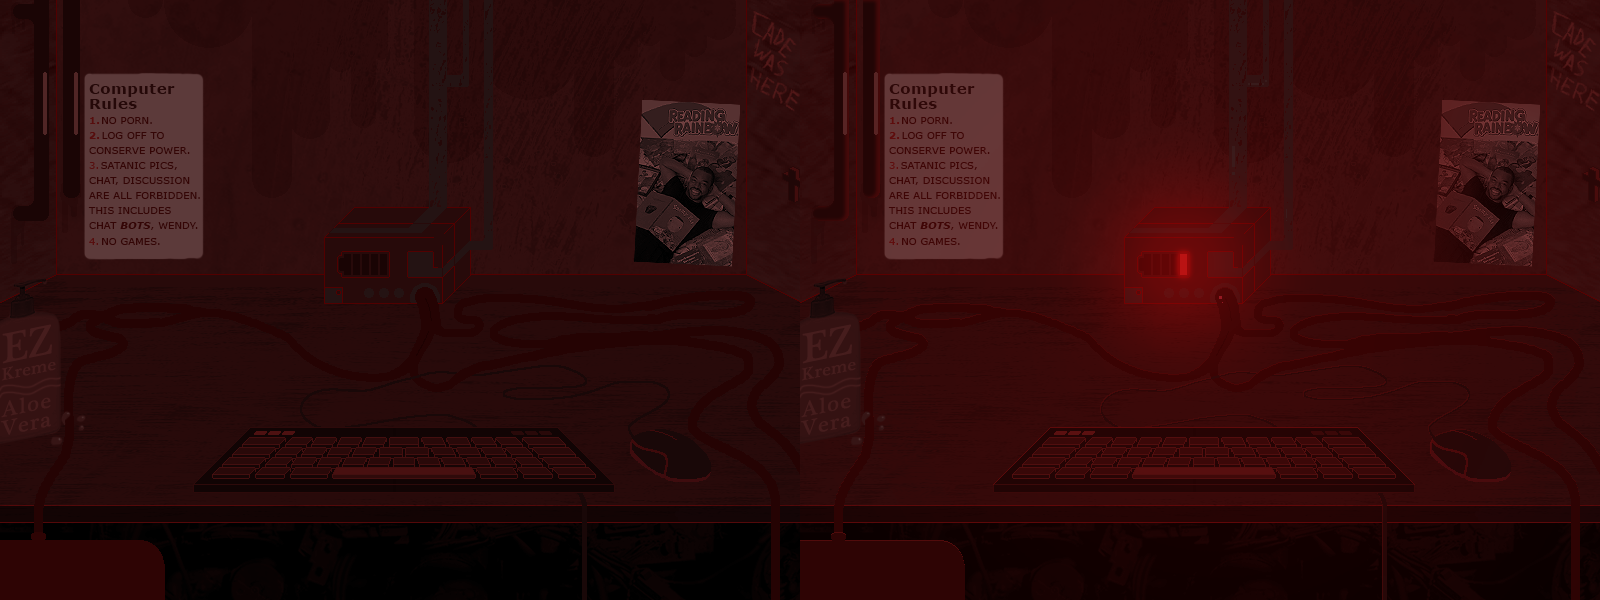 Computer
Rules
1. NO PORN.
2. LOG OFF TO
CONSERVE POWER.
3. SATANIC PICS,
CHAT, DISCUSSION
ARE ALL FORBIDDEN.
THIS INCLUDES
CHAT BOTS, WENDY.
4. NO GAMES.
READING
RAINBOW
CADE
WAS
HERE
EZ
Kreme
Aloe
Vera
Computer
Rules
1. NO PORN.
2. LOG OFF TO
CONSERVE POWER.
3. SATANIC PICS,
CHAT, DISCUSSION
ARE ALL FORBIDDEN.
THIS INCLUDES
CHAT BOTS, WENDY.
4. NO GAMES.
READING
RAINBOW
CADE
WAS
HERE
EZ
Kreme
Aloe
Vera